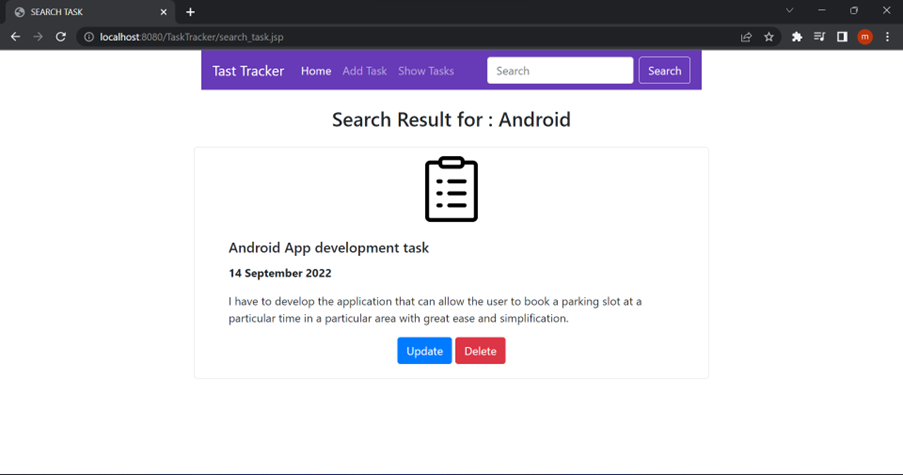 SEARCH TASK
localhost:8080/TaskTracker/search_task.jsp
m
Tast Tracker Home Add Task Show Tasks Search Search
Search Result for : Android
Android App development task
14 September 2022
I have to develop the application that can allow the user to book a parking slot at a
particular time in a particular area with great ease and simplification.
Update Delete